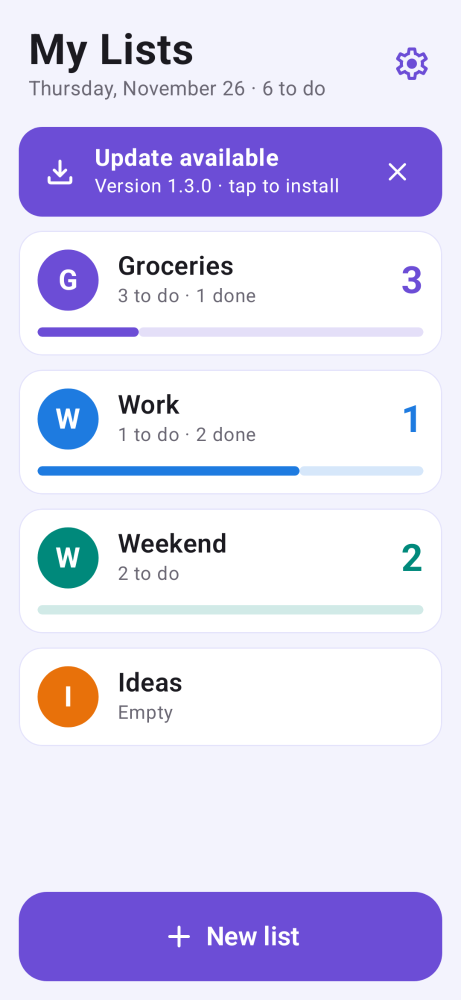 My Lists
Thursday, November 26 · 6 to do
Update available
Version 1.3.0 · tap to install
G
Groceries
3 to do · 1 done
3
W
Work
1 to do · 2 done
1
W
Weekend
2 to do
2
I
Ideas
Empty
New list